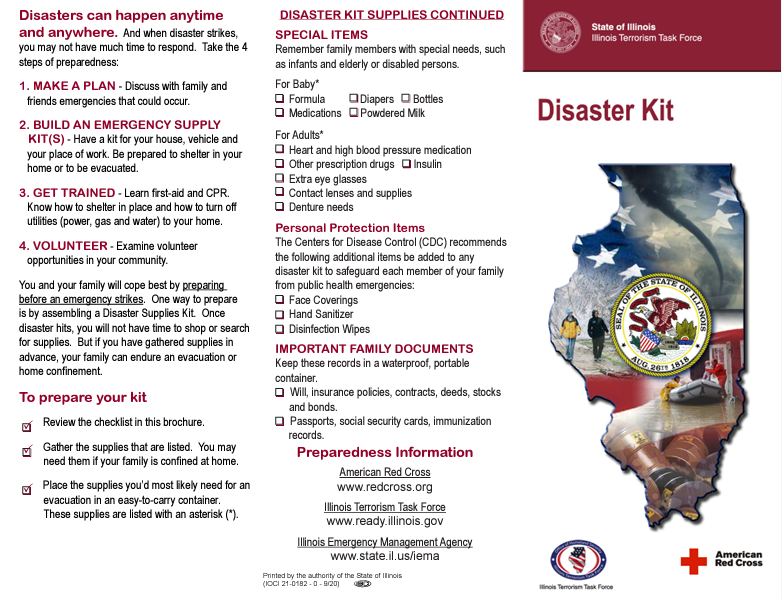 Disasters can happen anytime
and anywhere. And when disaster strikes,
you may not have much time to respond. Take the 4
steps of preparedness:
1. MAKE A PLAN - Discuss with family and
friends emergencies that could occur.
2. BUILD AN EMERGENCY SUPPLY
KIT(S) - Have a kit for your house, vehicle and
your place of work. Be prepared to shelter in your
home or to be evacuated.
3. GET TRAINED - Learn first-aid and CPR.
Know how to shelter in place and how to turn off
utilities (power, gas and water) to your home.
4. VOLUNTEER - Examine volunteer
opportunities in your community.
You and your family will cope best by preparing
before an emergency strikes. One way to prepare
is by assembling a Disaster Supplies Kit. Once
disaster hits, you will not have time to shop or search
for supplies. But if you have gathered supplies in
advance, your family can endure an evacuation or
home confinement.
To prepare your kit
Review the checklist in this brochure.
Gather the supplies that are listed. You may
need them if your family is confined at home.
Place the supplies you'd most likely need for an
evacuation in an easy-to-carry container.
These supplies are listed with an asterisk (*).
DISASTER KIT SUPPLIES CONTINUED
SPECIAL ITEMS
Remember family members with special needs, such
as infants and elderly or disabled persons.
For Baby*
Formula Diapers Bottles
Medications Powdered Milk
For Adults*
Heart and high blood pressure medication
Other prescription drugs Insulin
Extra eye glasses
Contact lenses and supplies
Denture needs
Personal Protection Items
The Centers for Disease Control (CDC) recommends
the following additional items be added to any
disaster kit to safeguard each member of your family
from public health emergencies:
Face Coverings
Hand Sanitizer
Disinfection Wipes
IMPORTANT FAMILY DOCUMENTS
Keep these records in a waterproof, portable
container.
Will, insurance policies, contracts, deeds, stocks
and bonds.
Passports, social security cards, immunization
records.
Preparedness Information
American Red Cross
www.redcross.org
Illinois Terrorism Task Force
www.ready.illinois.gov
Illinois Emergency Management Agency
www.state.il.us/iema
Printed by the authority of the State of Illinois
(ICCI 21-0182 - 0 - 9/20)
State of Illinois
Illinois Terrorism Task Force
Disaster Kit
SEAL OF THE STATE OF ILLINOIS
AUG. 26TH 1818
Illinois Terrorism Task Force
American
Red Cross